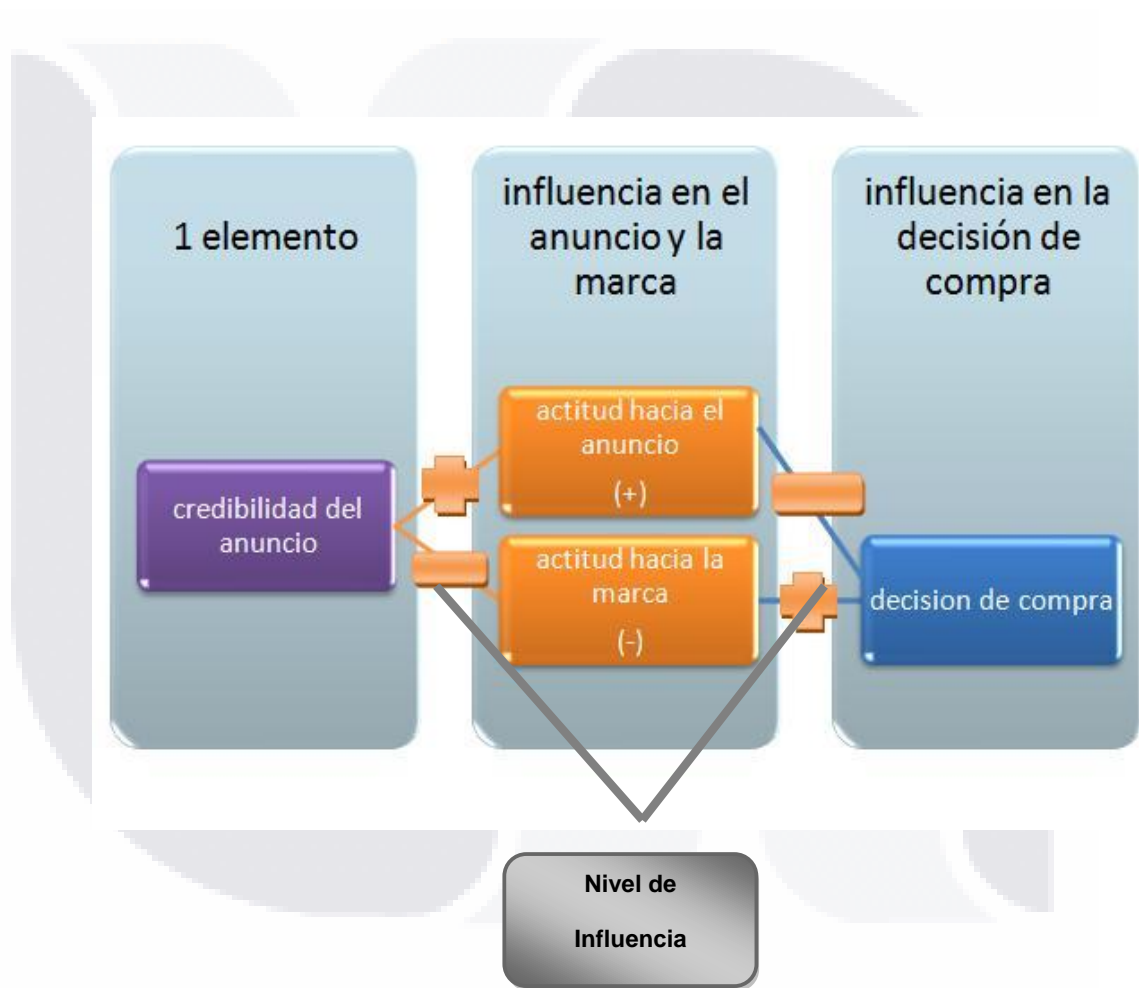 1 elemento
influencia en el
anuncio y la
marca
influencia en la
decisión de
compra
credibilidad del
anuncio
actitud hacia el
anuncio
(+)
actitud hacia la
marca
(-)
decision de compra
Nivel de
Influencia